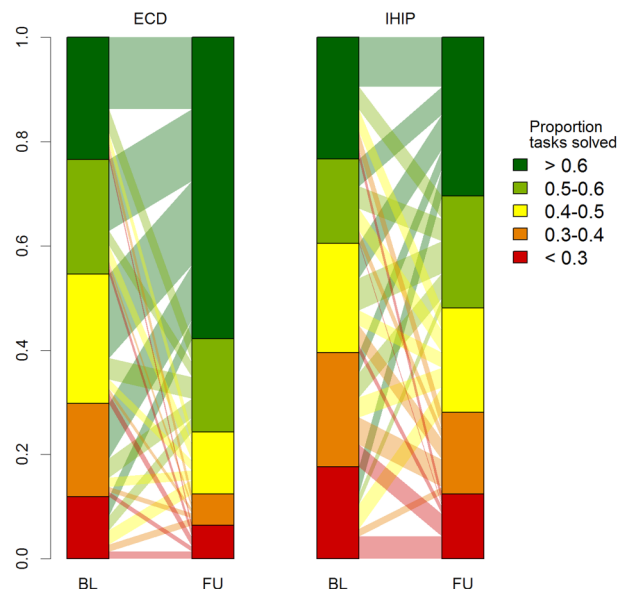 ECD
IHIP
1.0
0.8
0.6
0.4
0.2
0.0
BL
FU
BL
FU
Proportion
tasks solved
> 0.6
0.5-0.6
0.4-0.5
0.3-0.4
< 0.3